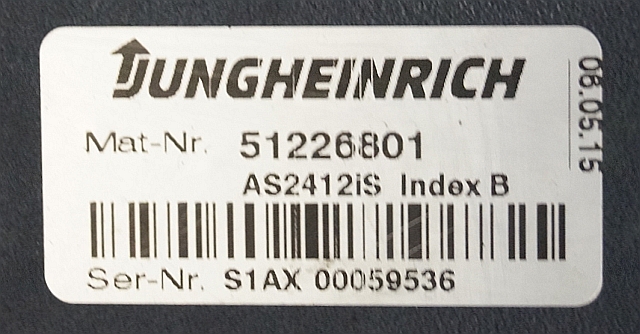 JUNGHEINRICH
Mat-Nr. 51226801
AS2412iS Index B
Ser-Nr. S1AX 00059536
08.05.15